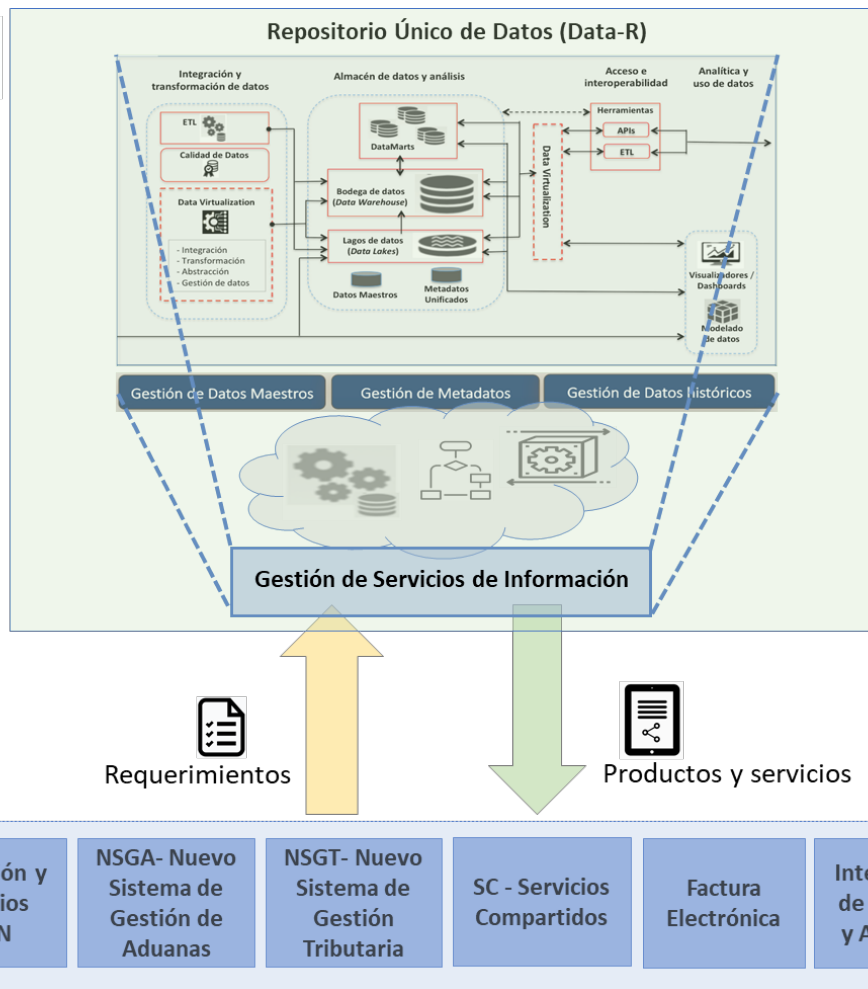 Repositorio Único de Datos (Data-R)
Integración y
transformación de datos
Almacén de datos y análisis
Acceso e
interoperabilidad
Analítica y
uso de datos
ETL
Calidad de Datos
Data Virtualization
- Integración
- Transformación
- Abstracción
- Gestión de datos
DataMarts
Bodega de datos
(Data Warehouse)
Lagos de datos
(Data Lakes)
Datos Maestros
Metadatos
Unificados
Data Virtualization
Herramientas
APIs
ETL
Visualizadores /
Dashboards
Modelado
de datos
Gestión de Datos Maestros
Gestión de Metadatos
Gestión de Datos históricos
Gestión de Servicios de Información
Requerimientos
Productos y servicios
ón y
ios
N
NSGA- Nuevo
Sistema de
Gestión de
Aduanas
NSGT- Nuevo
Sistema de
Gestión
Tributaria
SC - Servicios
Compartidos
Factura
Electrónica
Inte
de
y A